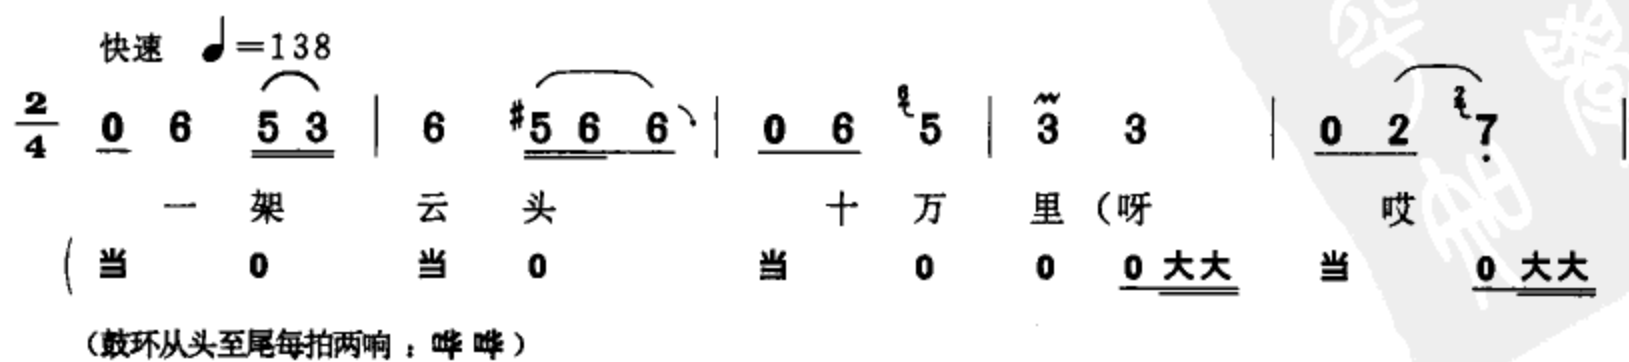 快速 ♩=138
2/4 0 6 5 3 | 6 #5 6 6 | 0 6 6 5 | 3 3 | 0 2 2 7 |
一 架 云 头 十 万 里 (呀 哎
( 当 0 当 0 当 0 0 0 大大 当 0 大大
(鼓环从头至尾每拍两响:哗 哗)